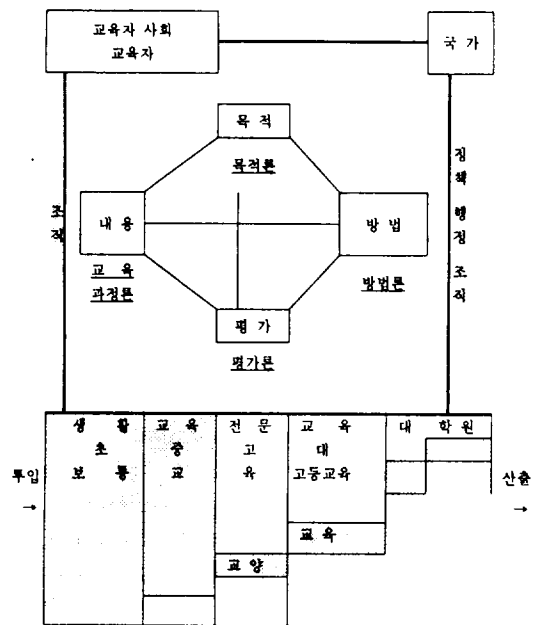 교육자 사회
교육자
국 가
목 적
목적론
조 직
정 책 행 정 조 직
내 용
방 법
교 육
과정론
방법론
평 가
평가론
생 활 교 육 전 문 교 육 대 학 원
초 중 고 대
보 통 교 육 고등교육
투입
→
산출
→
교 육
교 양